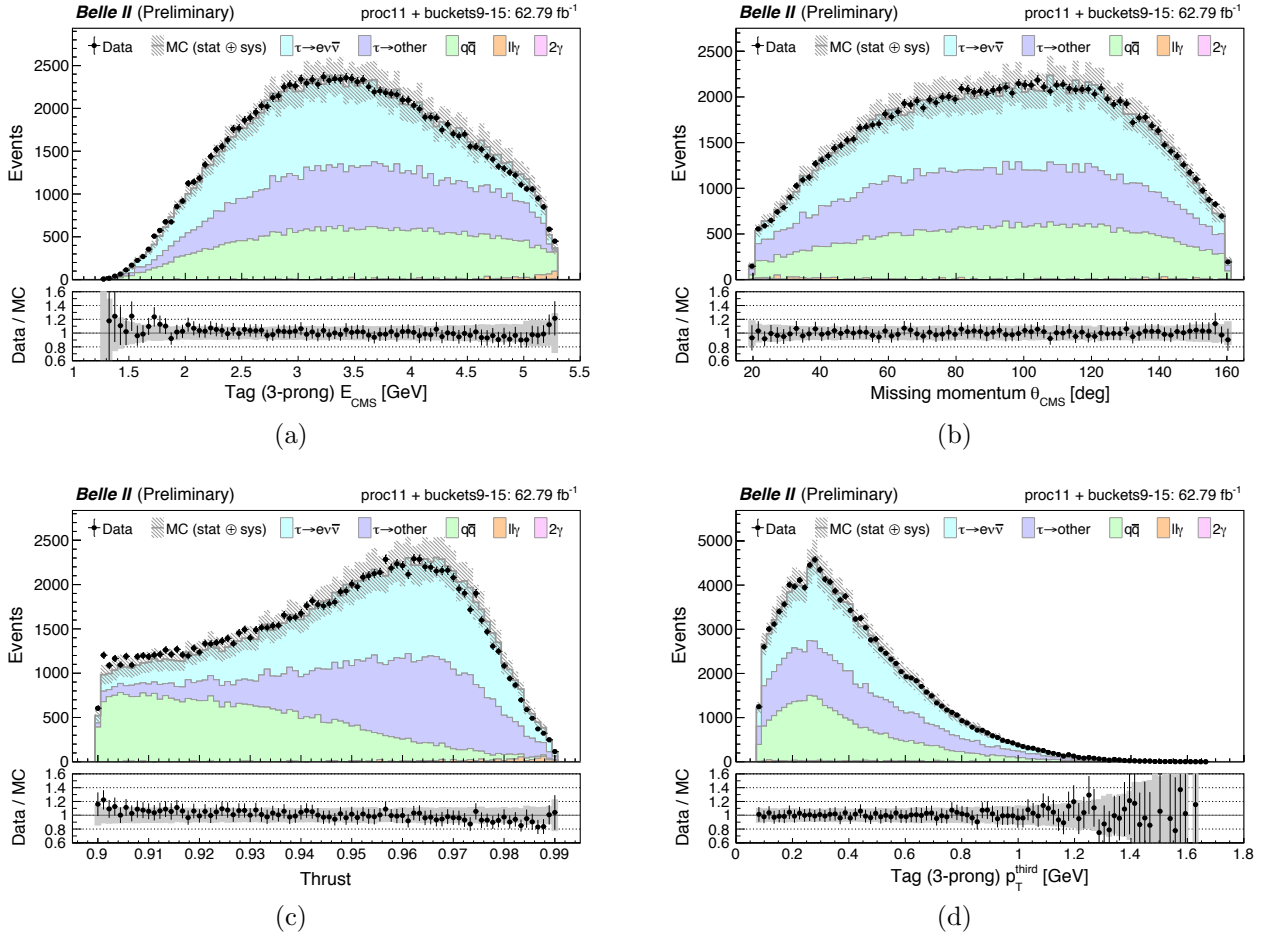 Belle II (Preliminary) proc11 + buckets9-15: 62.79 fb⁻¹
Data MC (stat ⊕ sys) τ→eνν̅ τ→other qq̅ llγ 2γ
2500
2000
1500
1000
500
0
Events
1.6
1.4
1.2
1
0.8
0.6
Data / MC
1 1.5 2 2.5 3 3.5 4 4.5 5 5.5
Tag (3-prong) E_CMS [GeV]
(a)
Belle II (Preliminary) proc11 + buckets9-15: 62.79 fb⁻¹
Data MC (stat ⊕ sys) τ→eνν̅ τ→other qq̅ llγ 2γ
2500
2000
1500
1000
500
0
Events
1.6
1.4
1.2
1
0.8
0.6
Data / MC
20 40 60 80 100 120 140 160
Missing momentum θ_CMS [deg]
(b)
Belle II (Preliminary) proc11 + buckets9-15: 62.79 fb⁻¹
Data MC (stat ⊕ sys) τ→eνν̅ τ→other qq̅ llγ 2γ
2500
2000
1500
1000
500
0
Events
1.6
1.4
1.2
1
0.8
0.6
Data / MC
0.9 0.91 0.92 0.93 0.94 0.95 0.96 0.97 0.98 0.99
Thrust
(c)
Belle II (Preliminary) proc11 + buckets9-15: 62.79 fb⁻¹
Data MC (stat ⊕ sys) τ→eνν̅ τ→other qq̅ llγ 2γ
5000
4000
3000
2000
1000
0
Events
1.6
1.4
1.2
1
0.8
0.6
Data / MC
0 0.2 0.4 0.6 0.8 1 1.2 1.4 1.6 1.8
Tag (3-prong) p_T^third [GeV]
(d)